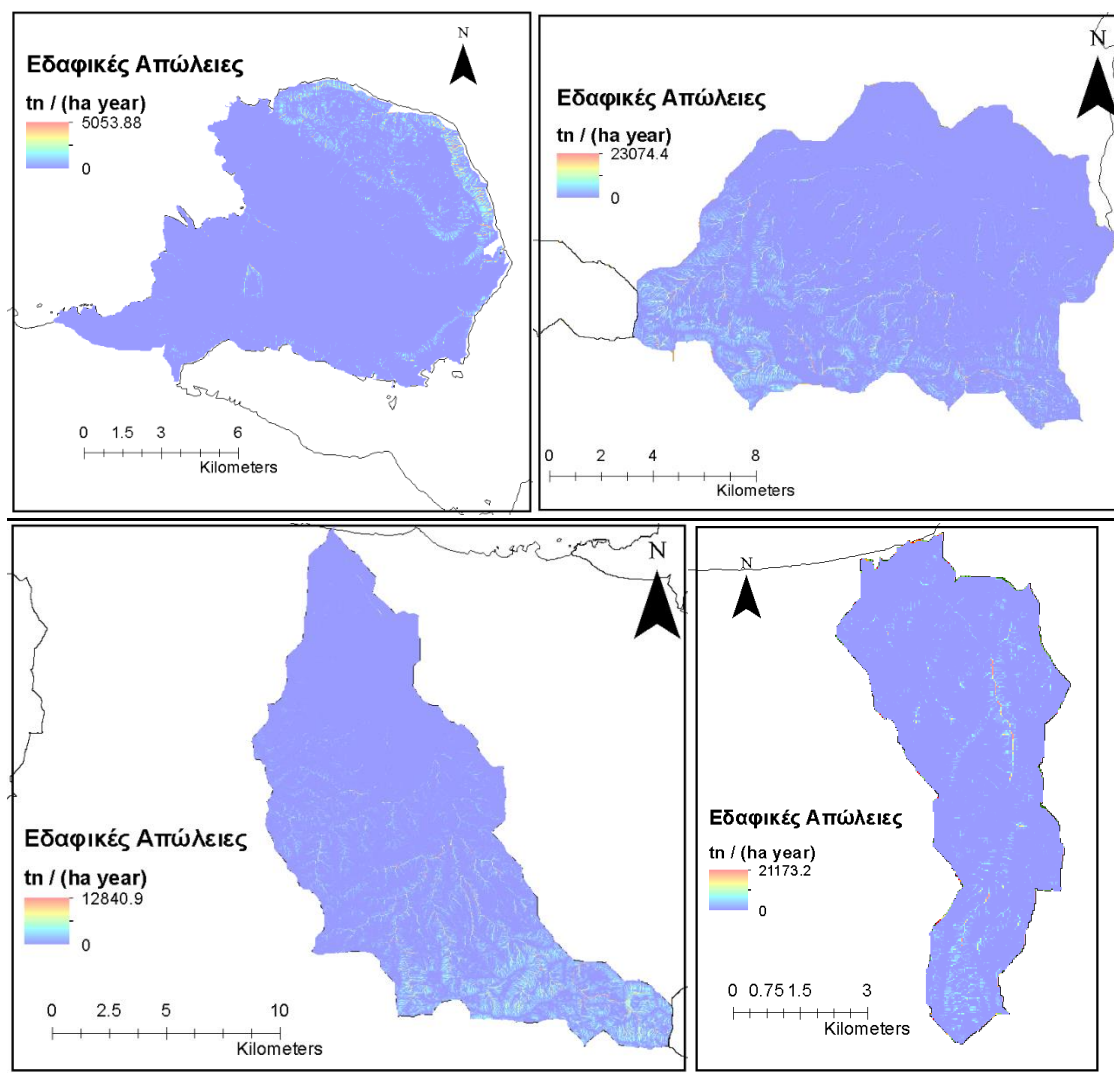 N
Εδαφικές Απώλειες
tn / (ha year)
5053.88
0
0 1.5 3 6
Kilometers
N
Εδαφικές Απώλειες
tn / (ha year)
23074.4
0
0 2 4 8
Kilometers
N
Εδαφικές Απώλειες
tn / (ha year)
12840.9
0
0 2.5 5 10
Kilometers
N
Εδαφικές Απώλειες
tn / (ha year)
21173.2
0
0 0.75 1.5 3
Kilometers